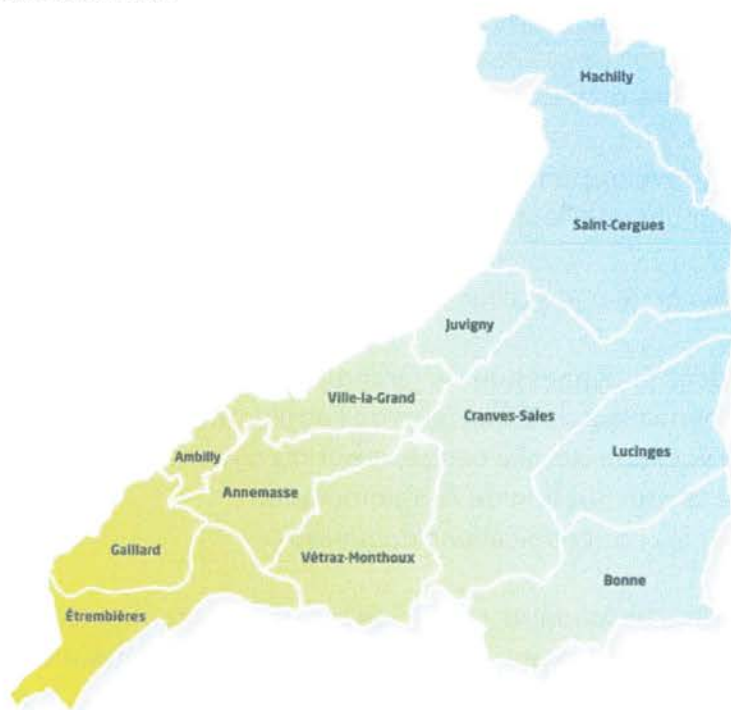 Machilly
Saint-Cergues
Juvigny
Ville-la-Grand
Cranves-Sales
Ambilly
Lucinges
Annemasse
Gaillard
Vétraz-Monthoux
Bonne
Étrembières